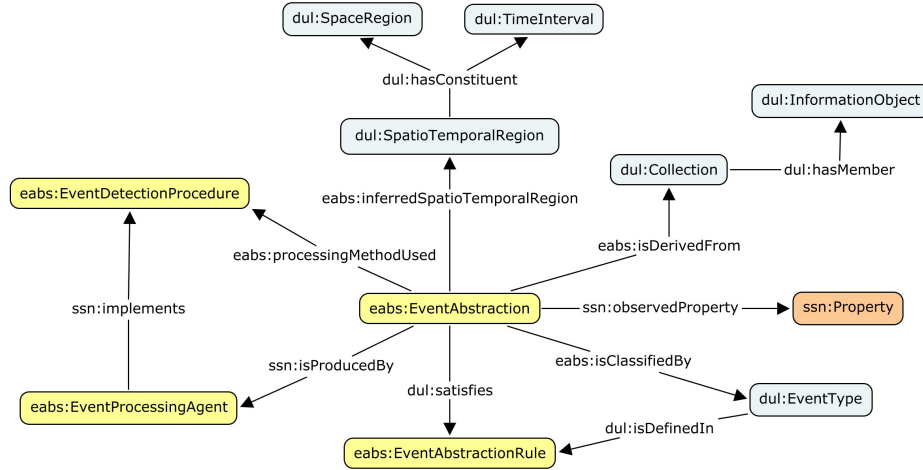 dul:SpaceRegion
dul:TimeInterval
dul:hasConstituent
dul:InformationObject
dul:SpatioTemporalRegion
dul:Collection
dul:hasMember
eabs:EventDetectionProcedure
eabs:inferredSpatioTemporalRegion
eabs:isDerivedFrom
eabs:processingMethodUsed
ssn:implements
eabs:EventAbstraction
ssn:observedProperty
ssn:Property
ssn:isProducedBy
eabs:isClassifiedBy
dul:satisfies
dul:EventType
eabs:EventProcessingAgent
dul:isDefinedIn
eabs:EventAbstractionRule